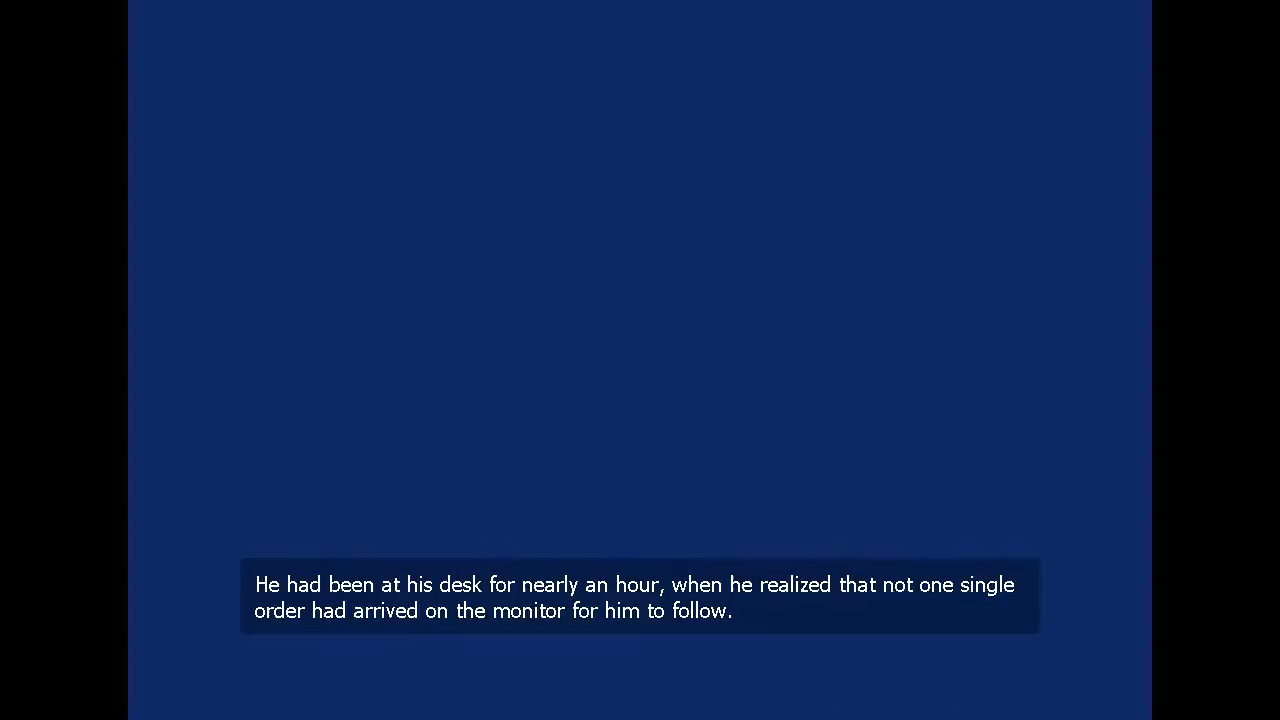 He had been at his desk for nearly an hour, when he realized that not one single
order had arrived on the monitor for him to follow.